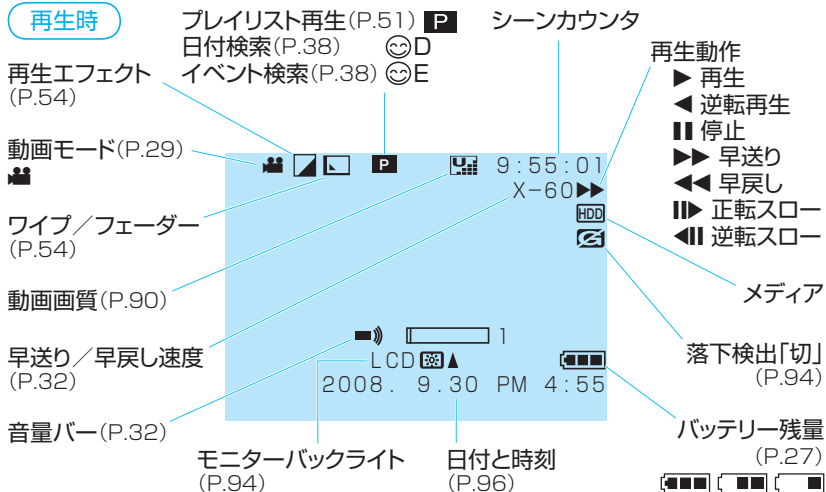 再生時
プレイリスト再生(P.51) P
日付検索(P.38) D
イベント検索(P.38) E
シーンカウンタ
再生動作
▶ 再生
◀ 逆転再生
❚❚ 停止
▶▶ 早送り
◀◀ 早戻し
❚❚▶ 正転スロー
◀❚❚ 逆転スロー
再生エフェクト
(P.54)
動画モード(P.29)
ワイプ/フェーダー
(P.54)
動画画質(P.90)
早送り/早戻し速度
(P.32)
音量バー(P.32)
P 9:55:01
X-60▶▶
HDD
1
LCD
2008. 9.30 PM 4:55
メディア
落下検出「切」
(P.94)
バッテリー残量
(P.27)
モニターバックライト
(P.94)
日付と時刻
(P.96)